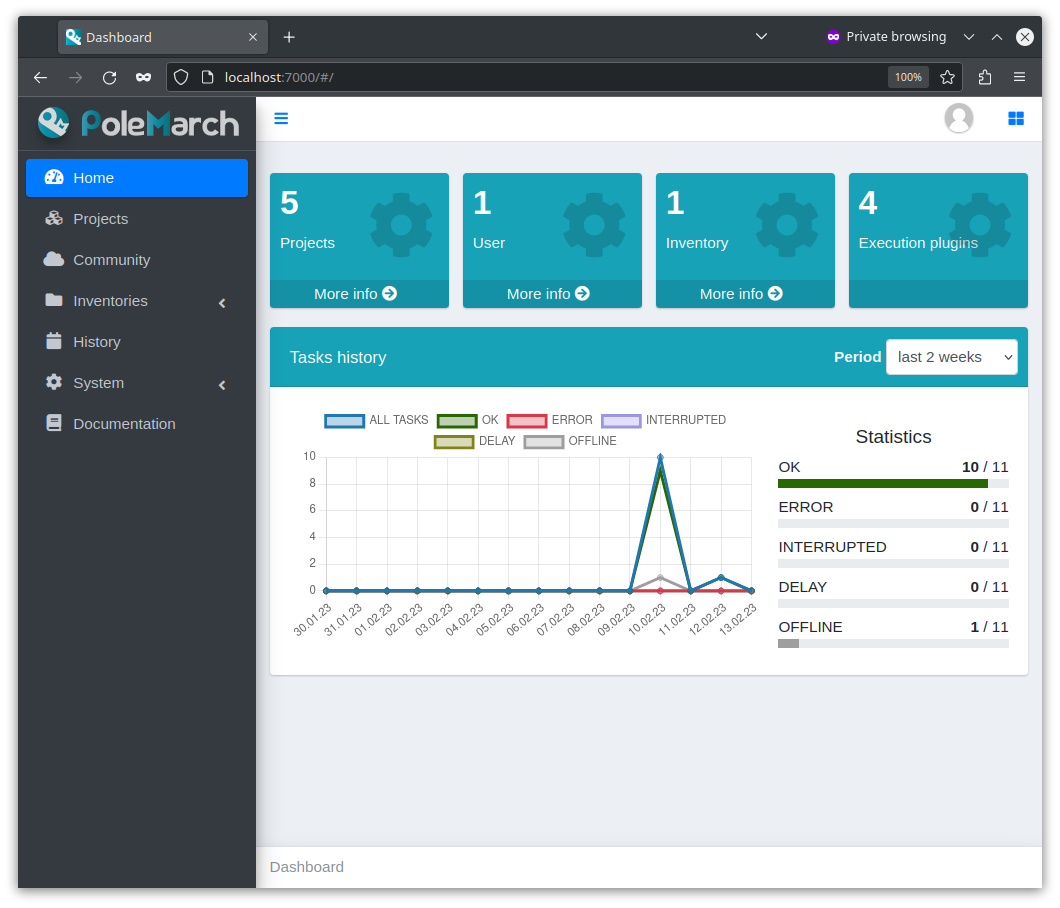 Dashboard
Private browsing
localhost:7000/#/
100%
PoleMarch
Home
Projects
Community
Inventories
History
System
Documentation
5
Projects
More info
1
User
More info
1
Inventory
More info
4
Execution plugins
Tasks history
Period last 2 weeks
ALL TASKS OK ERROR INTERRUPTED
DELAY OFFLINE
10
8
6
4
2
0
30.01.23 31.01.23 01.02.23 02.02.23 03.02.23 04.02.23 05.02.23 06.02.23 07.02.23 08.02.23 09.02.23 10.02.23 11.02.23 12.02.23 13.02.23
Statistics
OK 10 / 11
ERROR 0 / 11
INTERRUPTED 0 / 11
DELAY 0 / 11
OFFLINE 1 / 11
Dashboard